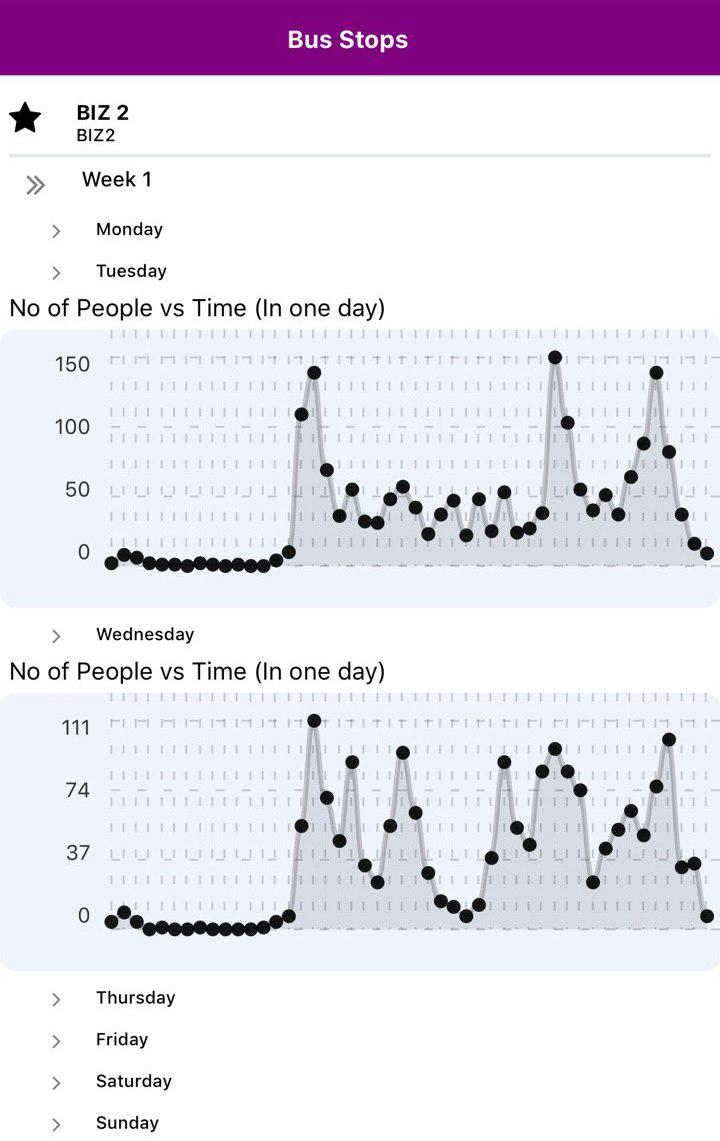 Bus Stops
BIZ 2
BIZ2
Week 1
Monday
Tuesday
No of People vs Time (In one day)
150
100
50
0
Wednesday
No of People vs Time (In one day)
111
74
37
0
Thursday
Friday
Saturday
Sunday